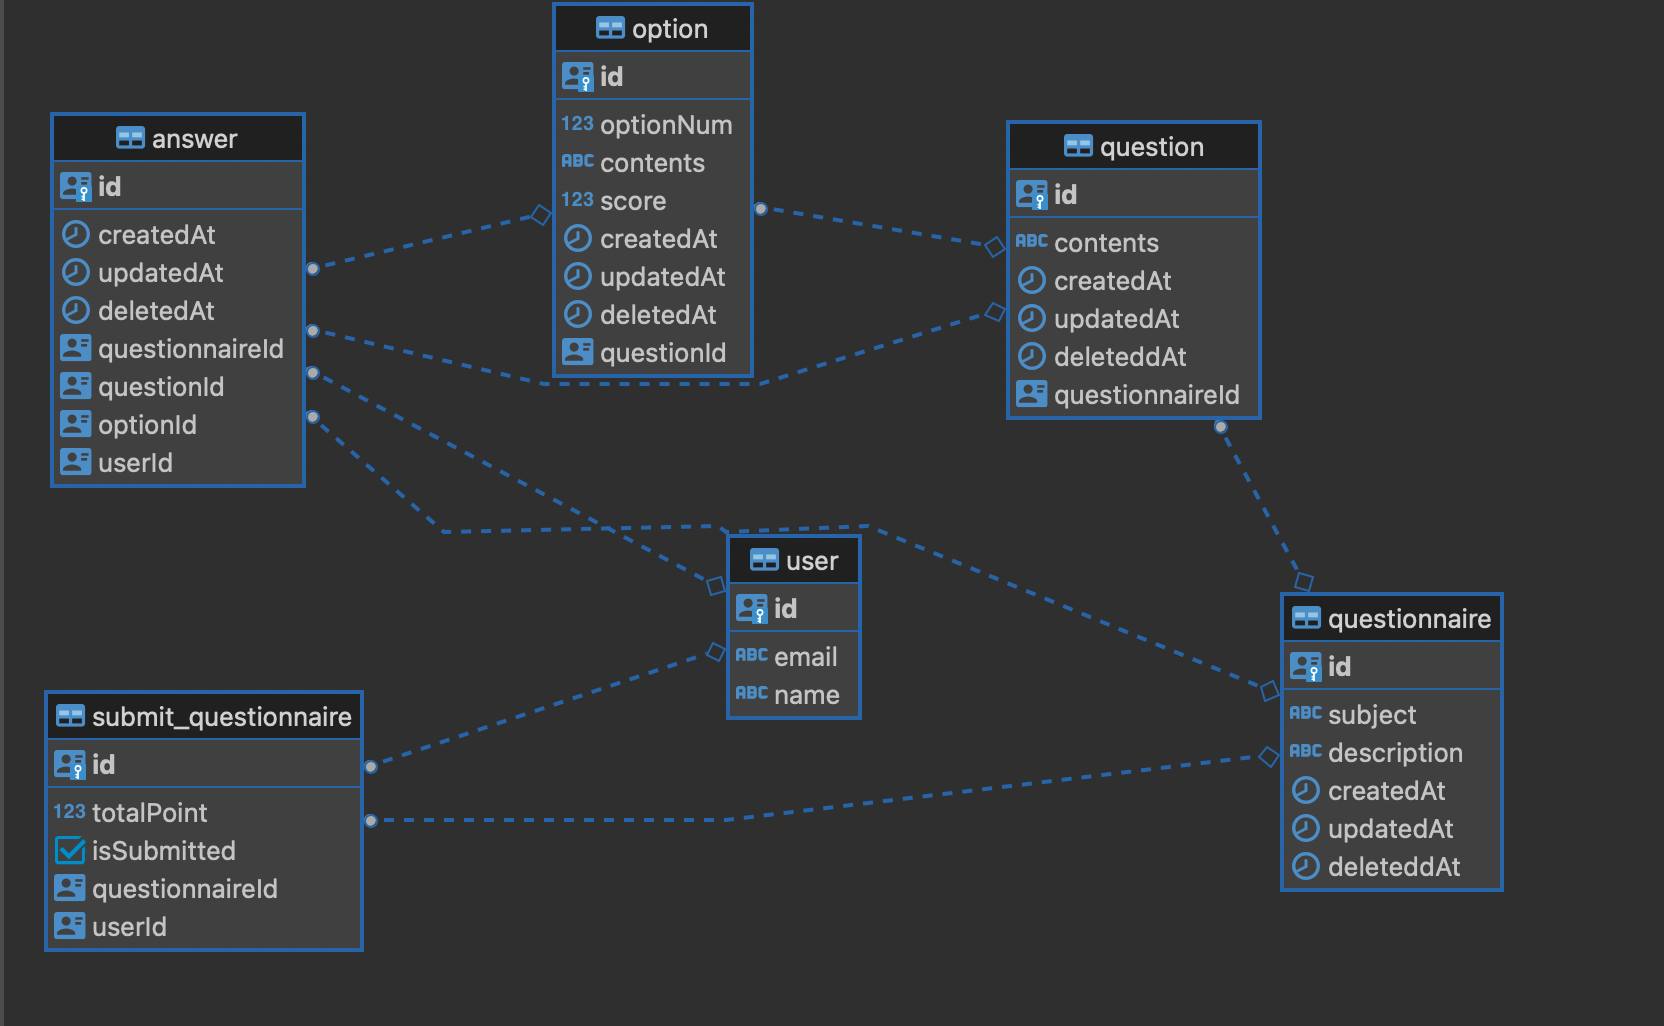 option
id
123 optionNum
ABC contents
123 score
createdAt
updatedAt
deletedAt
questionId
answer
id
createdAt
updatedAt
deletedAt
questionnaireId
questionId
optionId
userId
question
id
ABC contents
createdAt
updatedAt
deleteddAt
questionnaireId
user
id
ABC email
ABC name
submit_questionnaire
id
123 totalPoint
isSubmitted
questionnaireId
userId
questionnaire
id
ABC subject
ABC description
createdAt
updatedAt
deleteddAt